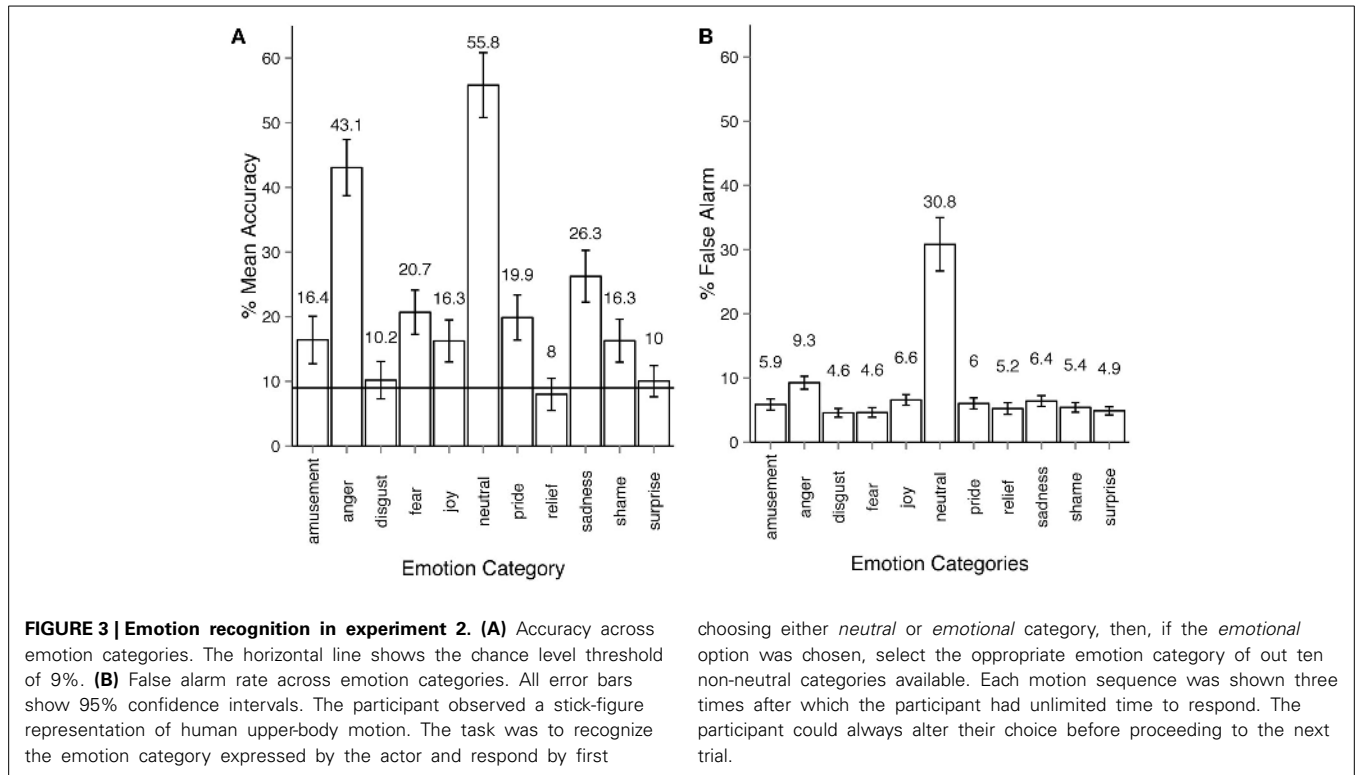 A
% Mean Accuracy
60
50
40
30
20
10
0
16.4
43.1
10.2
20.7
16.3
55.8
19.9
8
26.3
16.3
10
amusement
anger
disgust
fear
joy
neutral
pride
relief
sadness
shame
surprise
Emotion Category
B
% False Alarm
60
50
40
30
20
10
0
5.9
9.3
4.6
4.6
6.6
30.8
6
5.2
6.4
5.4
4.9
amusement
anger
disgust
fear
joy
neutral
pride
relief
sadness
shame
surprise
Emotion Categories
FIGURE 3 | Emotion recognition in experiment 2. (A) Accuracy across
emotion categories. The horizontal line shows the chance level threshold
of 9%. (B) False alarm rate across emotion categories. All error bars
show 95% confidence intervals. The participant observed a stick-figure
representation of human upper-body motion. The task was to recognize
the emotion category expressed by the actor and respond by first
choosing either neutral or emotional category, then, if the emotional
option was chosen, select the oppropriate emotion category of out ten
non-neutral categories available. Each motion sequence was shown three
times after which the participant had unlimited time to respond. The
participant could always alter their choice before proceeding to the next
trial.